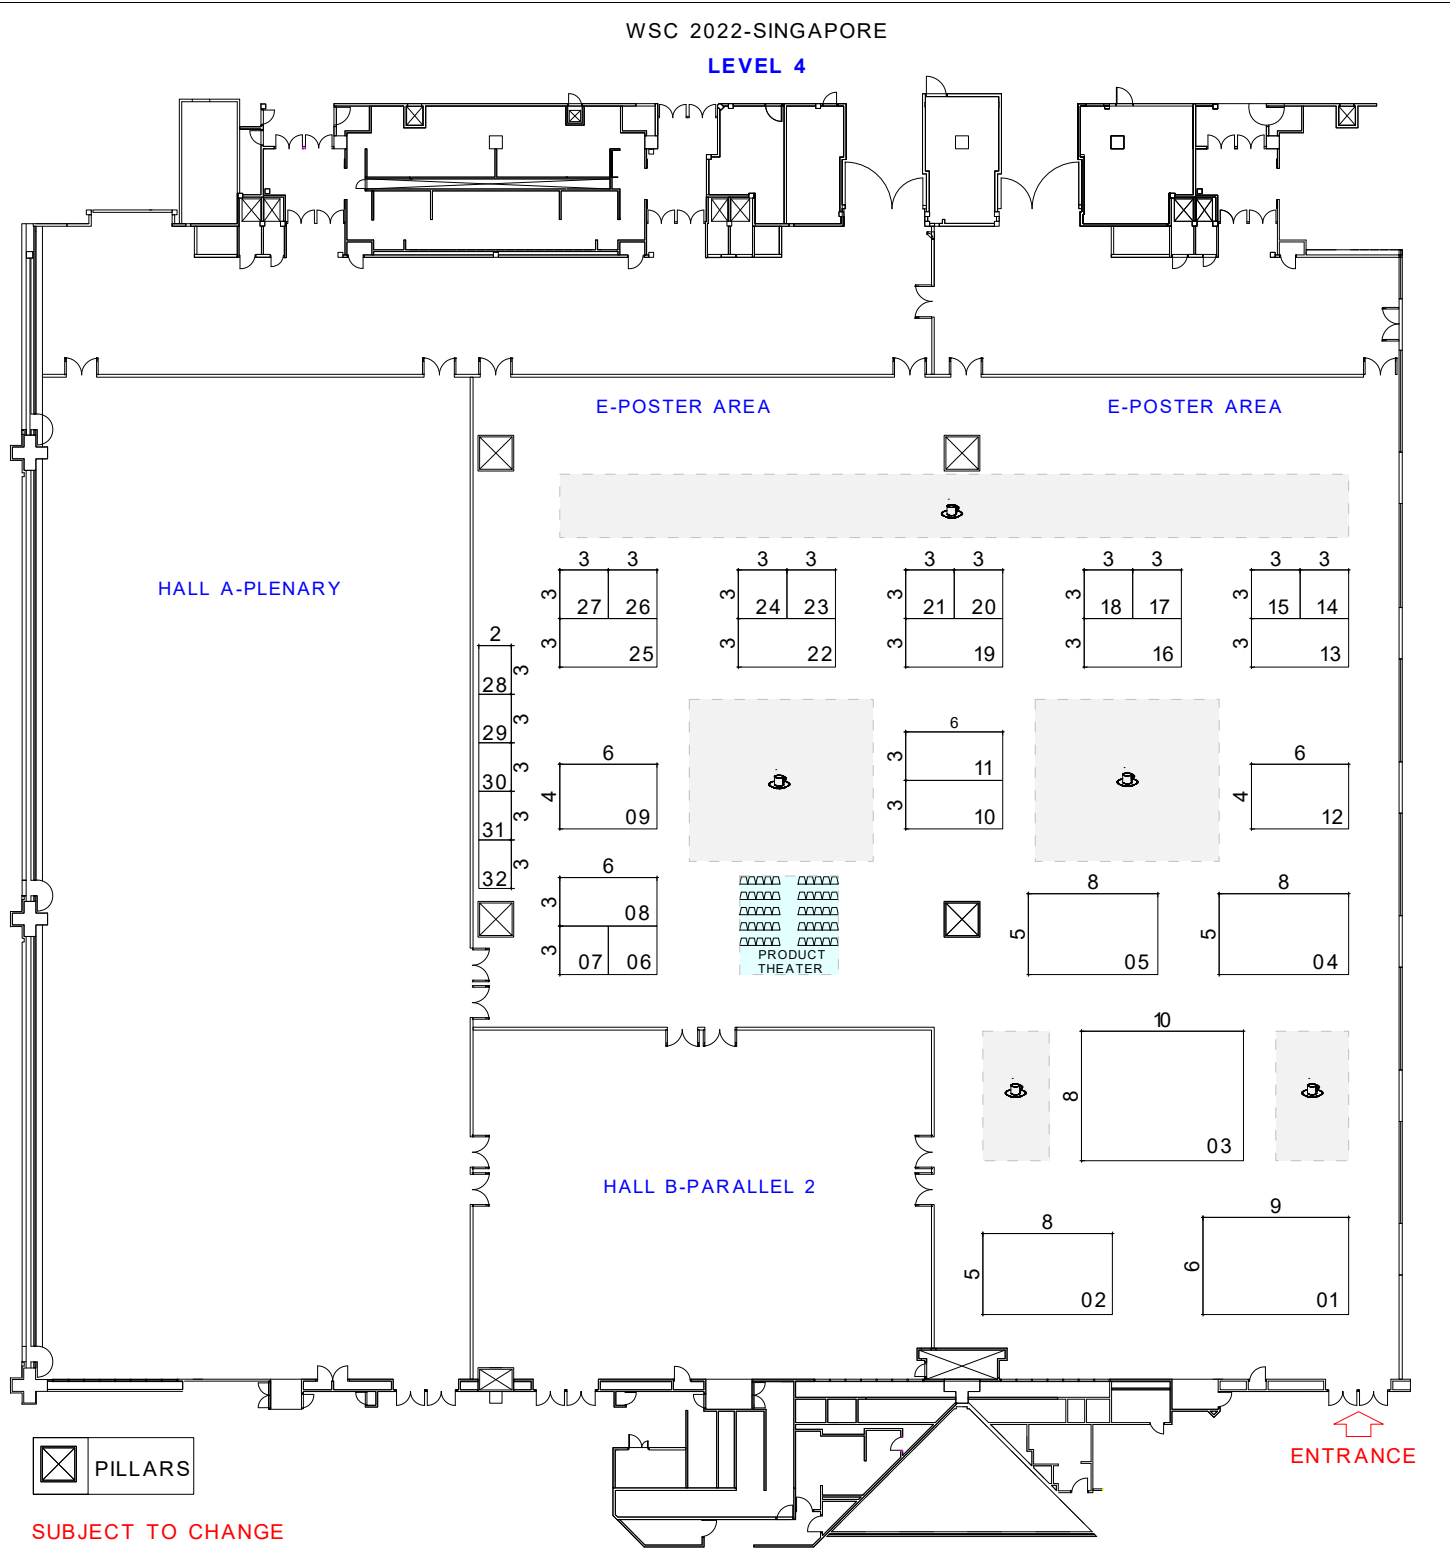 WSC 2022-SINGAPORE
LEVEL 4
E-POSTER AREA
E-POSTER AREA
HALL A-PLENARY
3 3 3 3 3 3 3 3 3 3
3 27 26 3 24 23 3 21 20 3 18 17 3 15 14
3 25 3 22 3 19 3 16 3 13
2
28 3
29 3
30 3
31 3
32 3
6
4 09
6
3 11
3 10
6
4 12
6
3 08
3 07 06
PRODUCT
THEATER
8
5 05
8
5 04
10
8 03
HALL B-PARALLEL 2
8
5 02
9
6 01
ENTRANCE
PILLARS
SUBJECT TO CHANGE